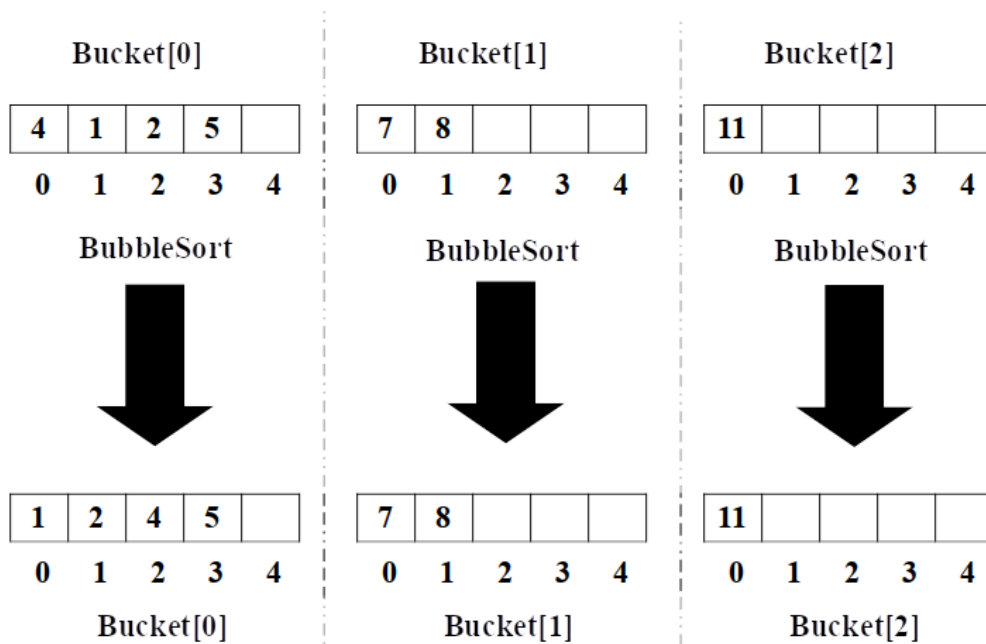 Bucket[0] Bucket[1] Bucket[2]
4 1 2 5 7 8 11
0 1 2 3 4 0 1 2 3 4 0 1 2 3 4
BubbleSort BubbleSort BubbleSort
1 2 4 5 7 8 11
0 1 2 3 4 0 1 2 3 4 0 1 2 3 4
Bucket[0] Bucket[1] Bucket[2]